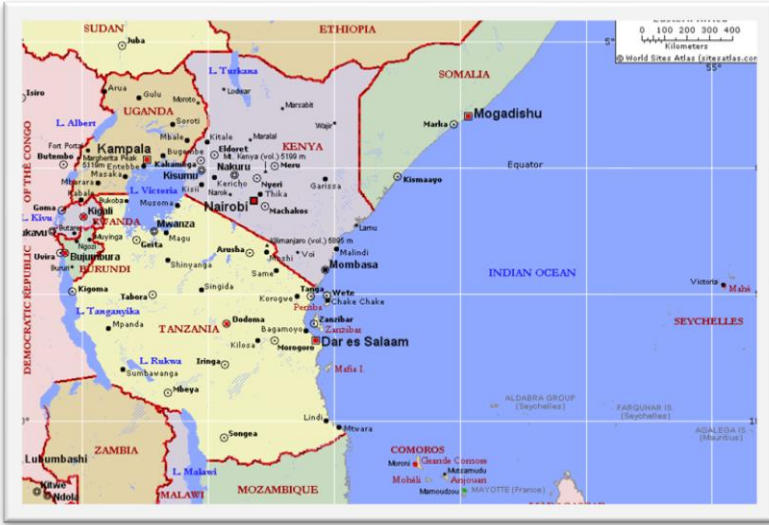 SUDAN
ETHIOPIA
Juba
0 100 200 300 400
Kilometers
© World Sites Atlas (sitesatlas.com
5°
55°
L. Turkana
SOMALIA
Isiro
Arua
Gulu
Moroto
Lodwar
Marsabit
Mogadishu
UGANDA
L. Albert
Soroti
Wajir
Marka
Mbale
Kitale
Maralal
KENYA
Fort Portal
Kampala
Bugembe
Eldoret
Mt. Kenya (vol.) 5199 m
Butembo
Margherita Peak
5119m
Entebbe
Kakamega
Nakuru
Meru
Equator
Masaka
Kisumu
Kericho
Nyeri
Garissa
Kismaayo
Mbarara
L. Victoria
Kisii
Narok
Thika
Kabale
Bukoba
Musoma
Nairobi
Machakos
Goma
Kigali
L. Kivu
RWANDA
Lamu
Bukavu
Butare
Mwanza
Muyinga
Geita
Magu
Kilimanjaro (vol.) 5895 m
Ngozi
Arusha
Moshi
Voi
Malindi
Uvira
Bujumbura
Shinyanga
Same
Mombasa
INDIAN OCEAN
Bururi
BURUNDI
Victoria
Mahé
Kigoma
Tabora
Singida
Korogwe
Tanga
Wete
Chake Chake
Pemba
L. Tanganyika
SEYCHELLES
Mpanda
TANZANIA
Dodoma
Zanzibar
Zanzibar
Bagamoyo
Kilosa
Morogoro
Dar es Salaam
DEMOCRATIC REPUBLIC
OF THE CONGO
L. Rukwa
Iringa
Mafia I.
Sumbawanga
Mbeya
ALDABRA GROUP
(Seychelles)
FARQUHAR IS.
(Seychelles)
Lindi
AGALEGA IS.
(Mauritius)
Mtwara
Songea
ZAMBIA
COMOROS
Lubumbashi
Moroni
Grande Comore
L. Malawi
Mutsamudu
Mohéli
Anjouan
Kitwe
Ndola
MALAWI
MOZAMBIQUE
Mamoudzou
MAYOTTE (France)